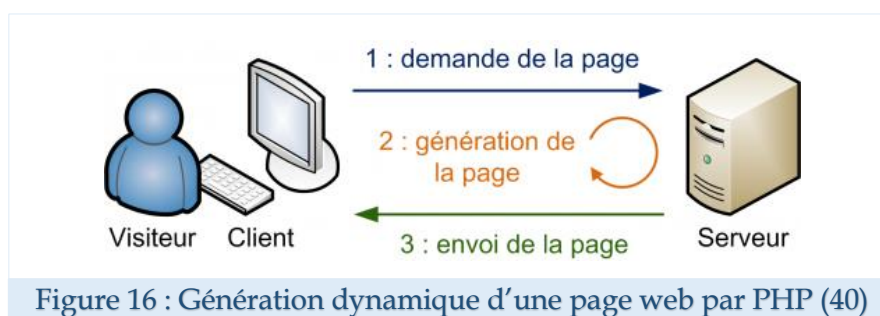 1 : demande de la page
2 : génération de
la page
3 : envoi de la page
Visiteur
Client
Serveur
Figure 16 : Génération dynamique d’une page web par PHP (40)